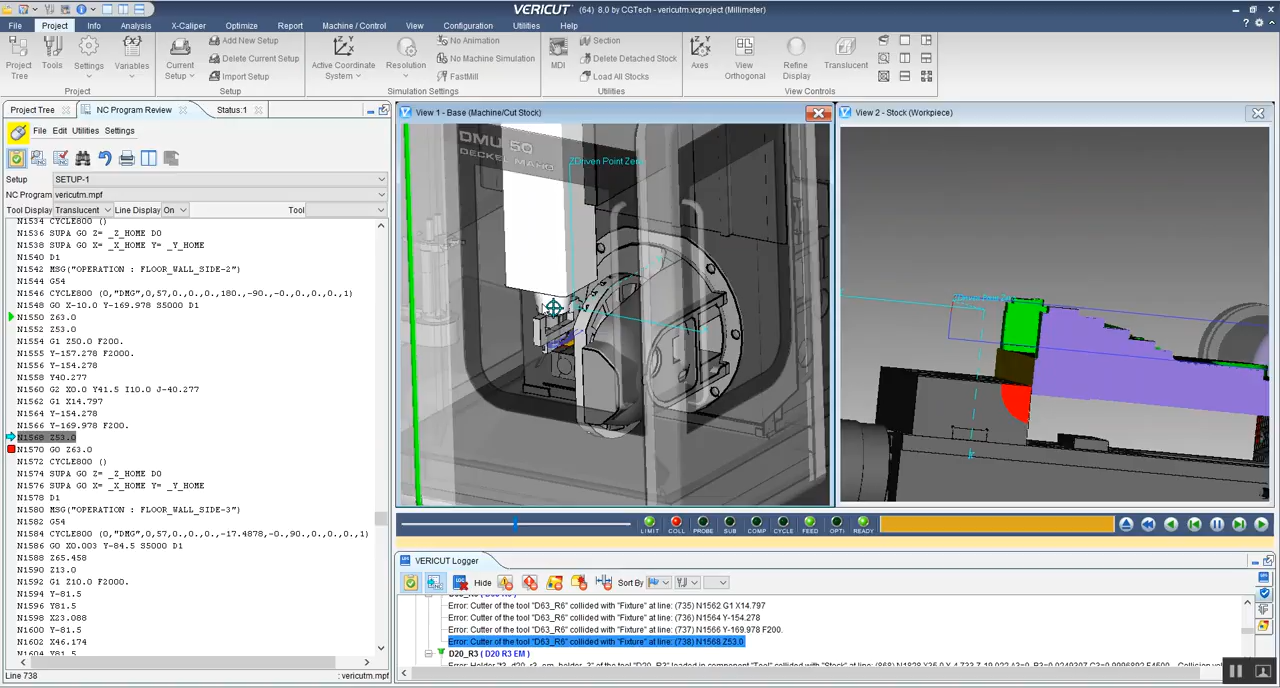 VERICUT (64) 8.0 by CGTech - vericutm.vcproject (Millimeter)
File Project Info Analysis X-Caliper Optimize Report Machine / Control View Configuration Utilities Help
Project Tree
Tools
Settings
Variables
Project
Current Setup
Add New Setup
Delete Current Setup
Import Setup
Setup
Active Coordinate System
Resolution
No Animation
No Machine Simulation
FastMill
Simulation Settings
MDI
Section
Delete Detached Stock
Load All Stocks
Utilities
Axes
View Orthogonal
Refine Display
Translucent
View Controls
Project Tree NC Program Review Status:1
File Edit Utilities Settings
Setup SETUP-1
NC Program vericutm.mpf
Tool Display Translucent Line Display On Tool
N1534 CYCLE800 ()
N1536 SUPA G0 Z= _Z_HOME D0
N1538 SUPA G0 X= _X_HOME Y= _Y_HOME
N1540 D1
N1542 MSG("OPERATION : FLOOR_WALL_SIDE-2")
N1544 G54
N1546 CYCLE800 (0,"DMG",0,57,0.,0.,0.,180.,-90.,-0.,0.,0.,0.,1)
N1548 G0 X-10.0 Y-169.978 S5000 D1
N1550 Z63.0
N1552 Z53.0
N1554 G1 Z50.0 F200.
N1555 Y-157.278 F2000.
N1556 Y-154.278
N1558 Y40.277
N1560 G2 X0.0 Y41.5 I10.0 J-40.277
N1562 G1 X14.797
N1564 Y-154.278
N1566 Y-169.978 F200.
N1568 Z53.0
N1570 G0 Z63.0
N1572 CYCLE800 ()
N1574 SUPA G0 Z= _Z_HOME D0
N1576 SUPA G0 X= _X_HOME Y= _Y_HOME
N1578 D1
N1580 MSG("OPERATION : FLOOR_WALL_SIDE-3")
N1582 G54
N1584 CYCLE800 (0,"DMG",0,57,0.,0.,0.,-17.4878,-0.,90.,0.,0.,0.,1)
N1586 G0 X0.003 Y-84.5 S5000 D1
N1588 Z65.458
N1590 Z13.0
N1592 G1 Z10.0 F2000.
N1594 Y-81.5
N1596 Y81.5
N1598 X23.088
N1600 Y-81.5
N1602 X46.174
N1604 Y81.5
: vericutm.mpf
Line 738
View 1 - Base (Machine/Cut Stock)
DMU 50
DECKEL MAHO
ZDriven Point Zero
View 2 - Stock (Workpiece)
LIMIT COLL PROBE SUB COMP CYCLE FEED OPTI READY
VERICUT Logger
Hide Sort By
Error: Cutter of the tool "D63_R6" collided with "Fixture" at line: (735) N1562 G1 X14.797
Error: Cutter of the tool "D63_R6" collided with "Fixture" at line: (736) N1564 Y-154.278
Error: Cutter of the tool "D63_R6" collided with "Fixture" at line: (737) N1566 Y-169.978 F200.
Error: Cutter of the tool "D63_R6" collided with "Fixture" at line: (738) N1568 Z53.0
D20_R3 ( D20 R3 EM )